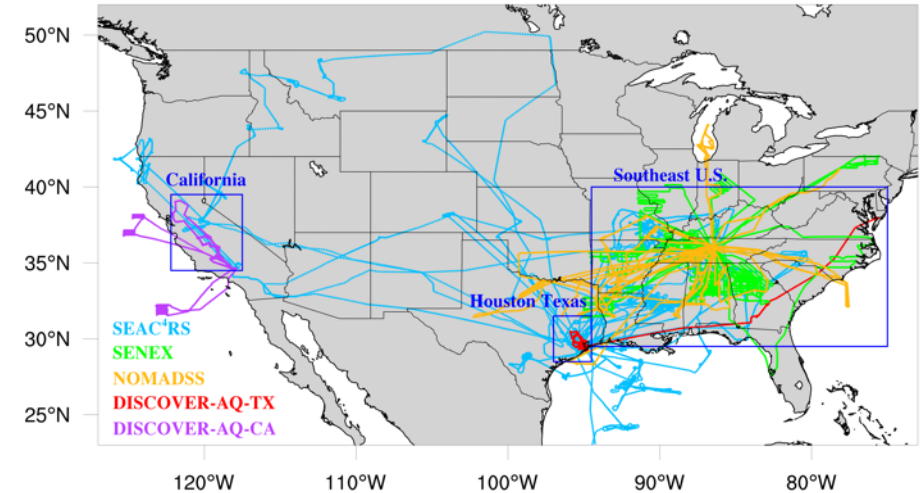 50°N
45°N
40°N
35°N
30°N
25°N
California
Southeast U.S.
Houston Texas
SEAC⁴RS
SENEX
NOMADSS
DISCOVER-AQ-TX
DISCOVER-AQ-CA
120°W 110°W 100°W 90°W 80°W